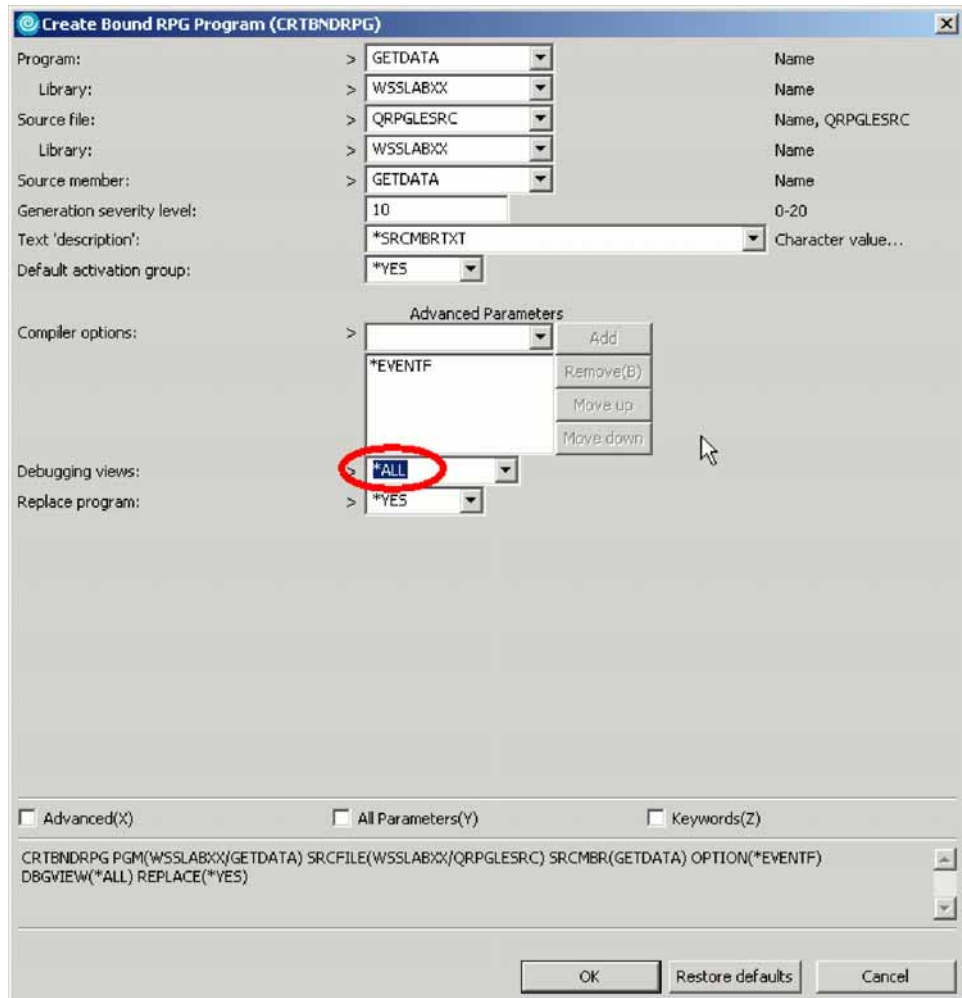 Create Bound RPG Program (CRTBNDRPG)
Program: > GETDATA Name
Library: > WSSLABXX Name
Source file: > QRPGLESRC Name, QRPGLESRC
Library: > WSSLABXX Name
Source member: > GETDATA Name
Generation severity level: 10 0-20
Text 'description': *SRCMBRTXT Character value...
Default activation group: *YES
Advanced Parameters
Compiler options: > Add
*EVENTF Remove(B)
Move up
Move down
Debugging views: > *ALL
Replace program: > *YES
Advanced(X) All Parameters(Y) Keywords(Z)
CRTBNDRPG PGM(WSSLABXX/GETDATA) SRCFILE(WSSLABXX/QRPGLESRC) SRCMBR(GETDATA) OPTION(*EVENTF)
DBGVIEW(*ALL) REPLACE(*YES)
OK Restore defaults Cancel